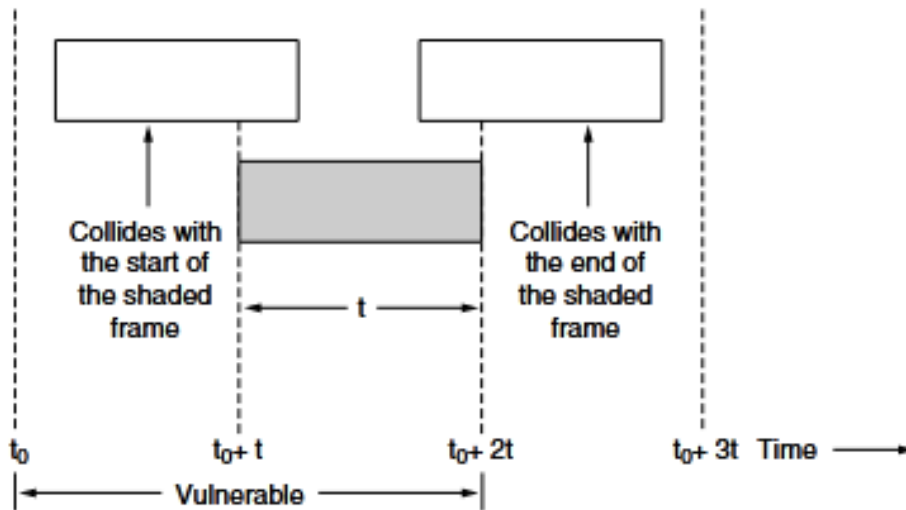 Collides with
the start of
the shaded
frame
Collides with
the end of
the shaded
frame
t
t₀ t₀+ t t₀+ 2t t₀+ 3t Time
Vulnerable